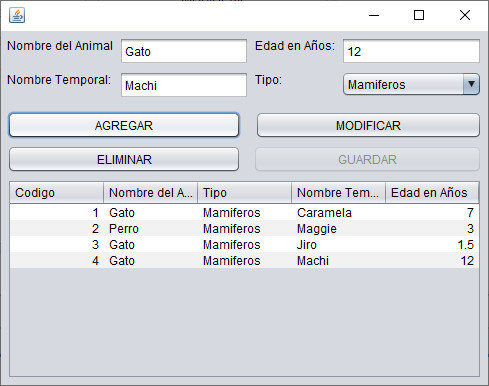 Nombre del Animal Gato Edad en Años: 12
Nombre Temporal: Machi Tipo: Mamiferos
AGREGAR MODIFICAR
ELIMINAR GUARDAR
Codigo Nombre del A... Tipo Nombre Tem... Edad en Años
1 Gato Mamiferos Caramela 7
2 Perro Mamiferos Maggie 3
3 Gato Mamiferos Jiro 1.5
4 Gato Mamiferos Machi 12